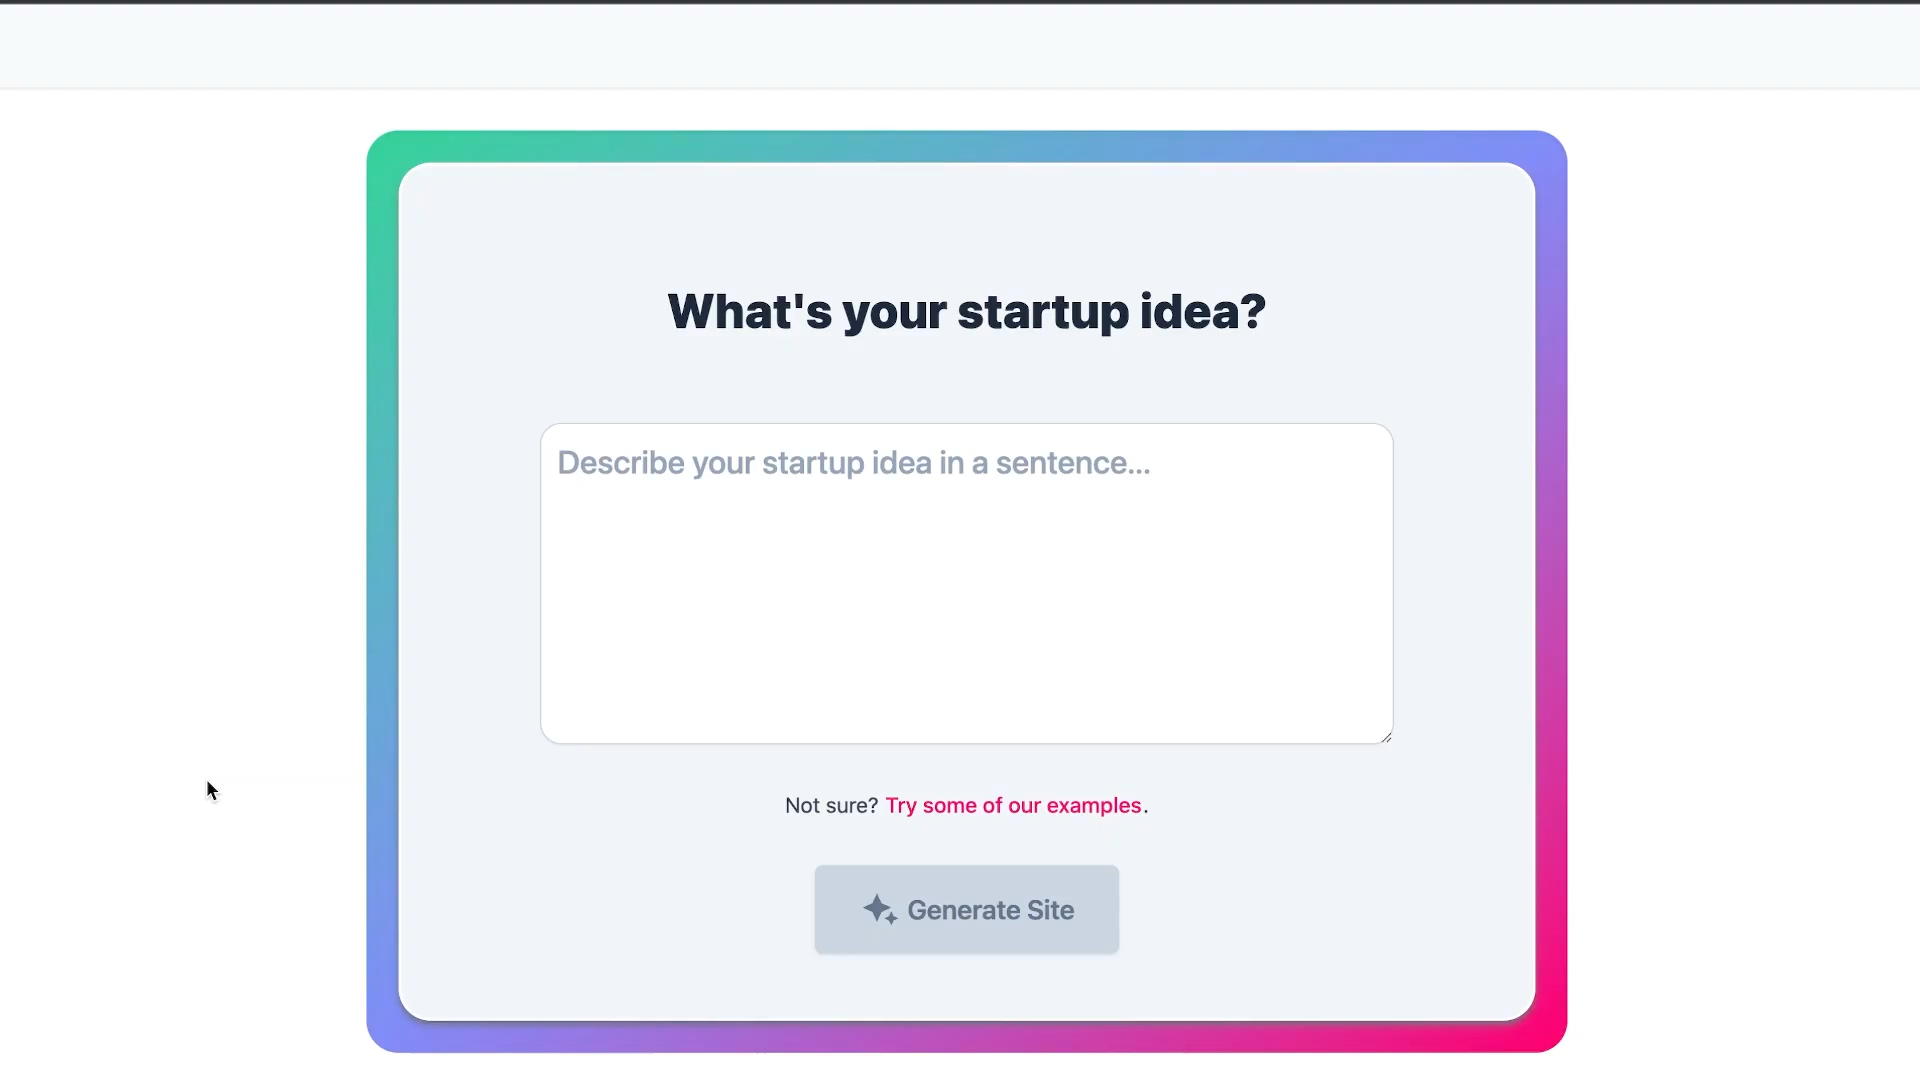 What's your startup idea?
Describe your startup idea in a sentence...
Not sure? Try some of our examples.
Generate Site